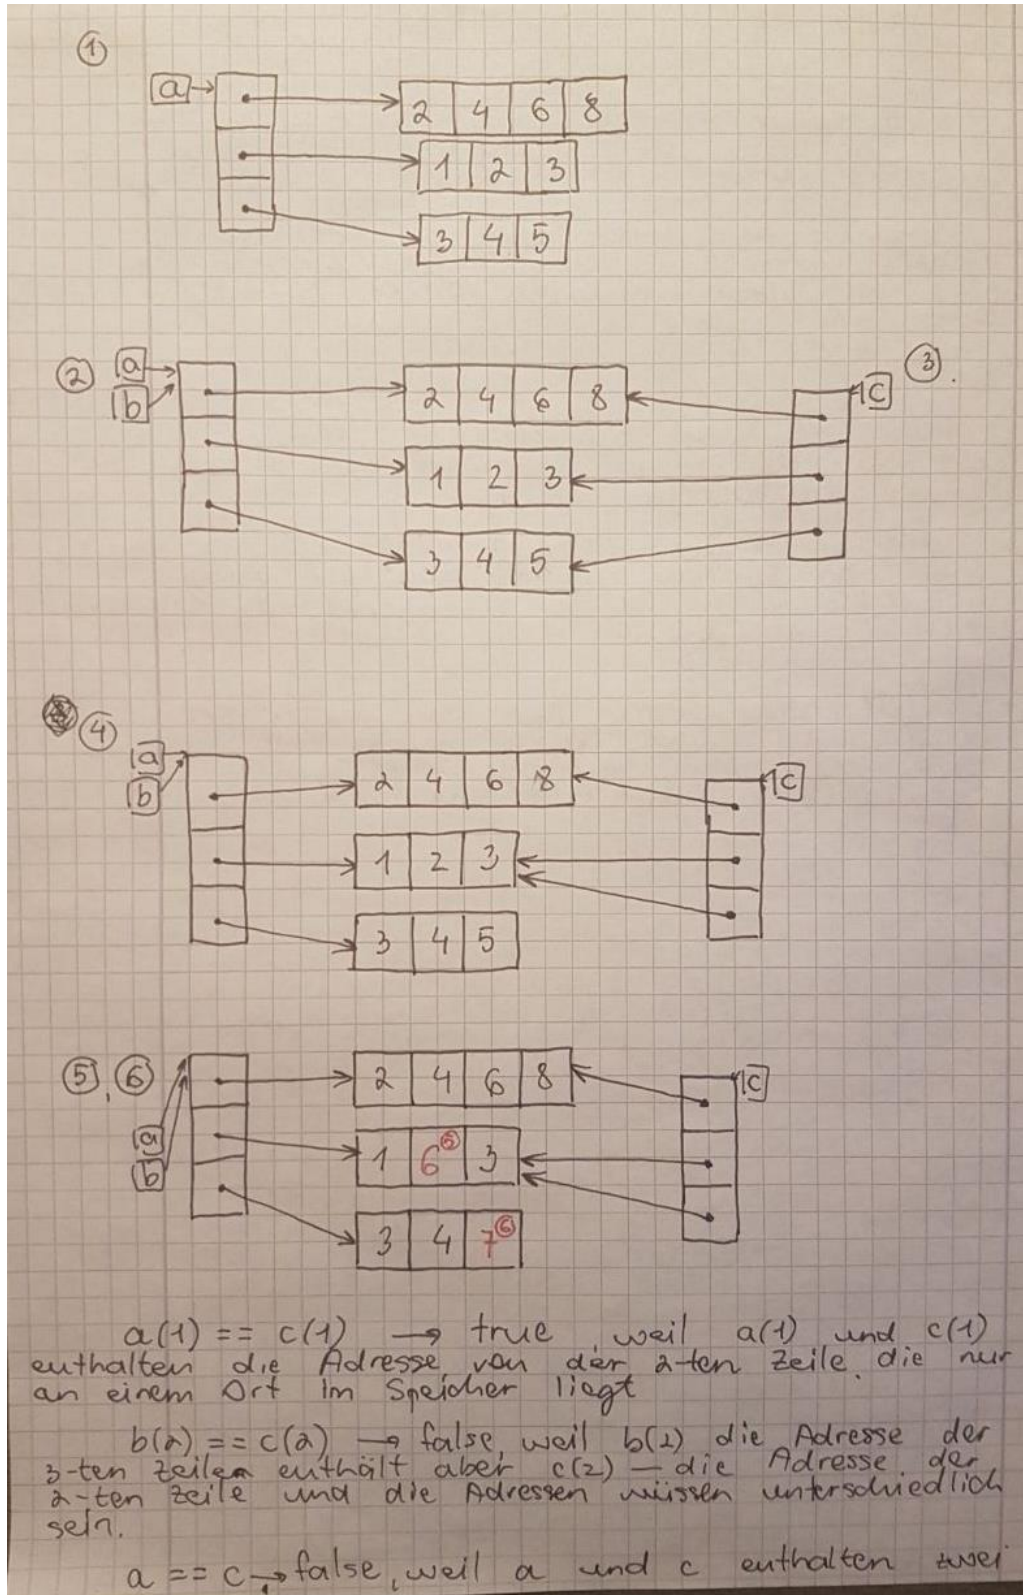 ①
a
2 4 6 8
1 2 3
3 4 5
② a
b
2 4 6 8
1 2 3
3 4 5
③.
c
④ a
b
2 4 6 8
1 2 3
3 4 5
c
⑤, ⑥
a
b
2 4 6 8
1 6⑤ 3
3 4 7⑥
c
a(1) == c(1) → true, weil a(1) und c(1)
enthalten die Adresse von der 2-ten Zeile, die nur
an einem Ort im Speicher liegt
b(2) == c(2) → false, weil b(2) die Adresse der
3-ten Zeilen enthält aber c(2) – die Adresse der
2-ten Zeile und die Adressen müssen unterschiedlich
sein.
a == c → false, weil a und c enthalten zwei